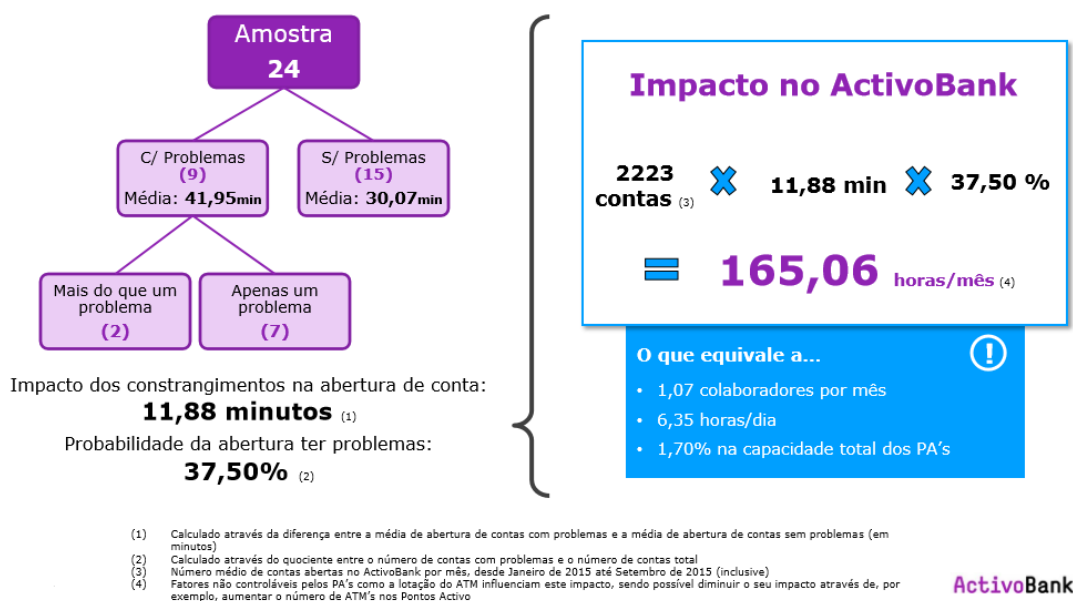 Amostra
24
C/ Problemas
(9)
Média: 41,95min
S/ Problemas
(15)
Média: 30,07min
Mais do que um
problema
(2)
Apenas um
problema
(7)
Impacto dos constrangimentos na abertura de conta:
11,88 minutos (1)
Probabilidade da abertura ter problemas:
37,50% (2)
Impacto no ActivoBank
2223
contas (3)
11,88 min
37,50 %
165,06 horas/mês (4)
O que equivale a...
• 1,07 colaboradores por mês
• 6,35 horas/dia
• 1,70% na capacidade total dos PA's
(1) Calculado através da diferença entre a média de abertura de contas com problemas e a média de abertura de contas sem problemas (em
minutos)
(2) Calculado através do quociente entre o número de contas com problemas e o número de contas total
(3) Número médio de contas abertas no ActivoBank por mês, desde Janeiro de 2015 até Setembro de 2015 (inclusive)
(4) Fatores não controláveis pelos PA's como a lotação do ATM influenciam este impacto, sendo possível diminuir o seu impacto através de, por
exemplo, aumentar o número de ATM's nos Pontos Activo
ActivoBank